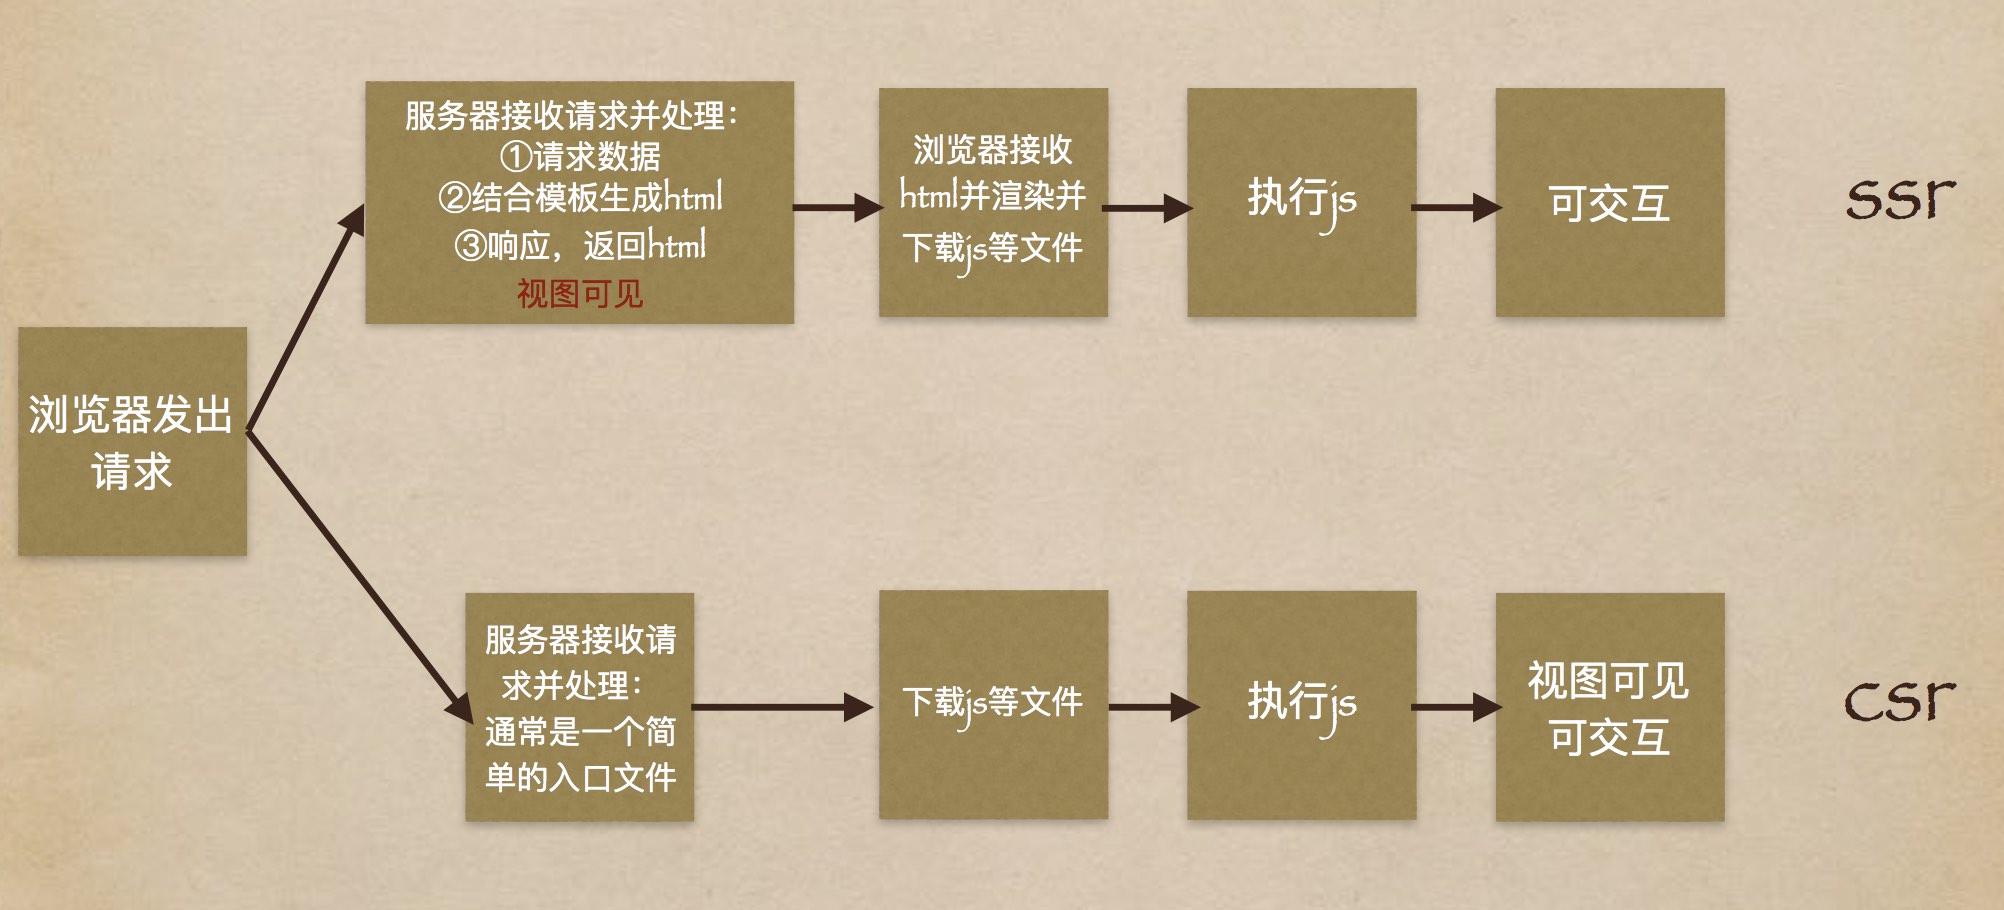 服务器接收请求并处理：
①请求数据
②结合模板生成html
③响应，返回html
视图可见
浏览器接收
html并渲染并
下载js等文件
执行js
可交互
ssr
浏览器发出
请求
服务器接收请
求并处理：
通常是一个简
单的入口文件
下载js等文件
执行js
视图可见
可交互
csr